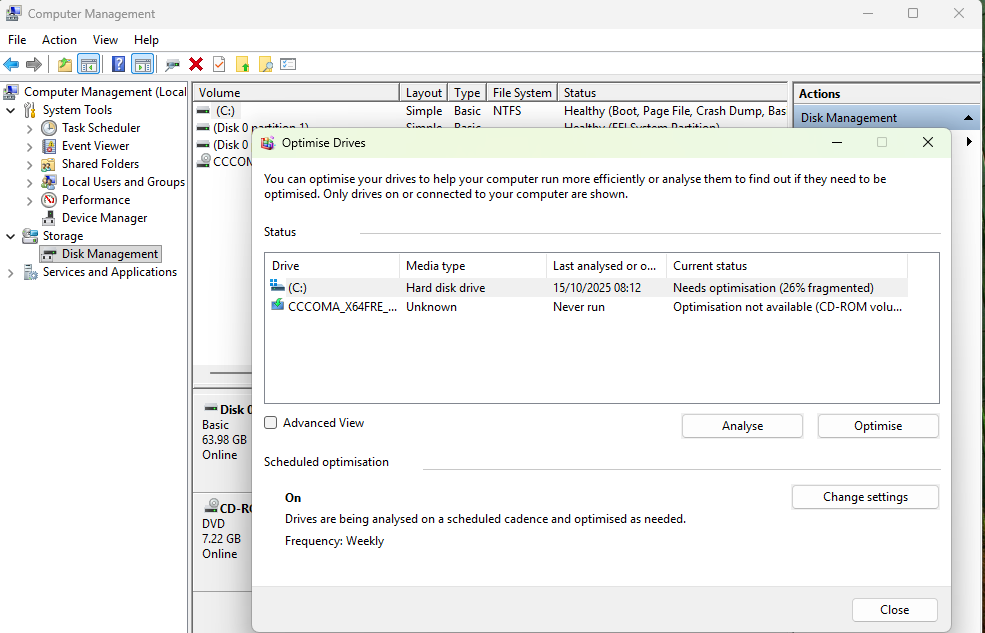 Computer Management
File Action View Help
Computer Management (Local
System Tools
Task Scheduler
Event Viewer
Shared Folders
Local Users and Groups
Performance
Device Manager
Storage
Disk Management
Services and Applications
Volume Layout Type File System Status
(C:) Simple Basic NTFS Healthy (Boot, Page File, Crash Dump, Bas
(Disk 0 partition 1) Simple Basic Healthy (EFI System Partition)
(Disk 0
CCCOM
Disk 0
Basic
63.98 GB
Online
CD-RO
DVD
7.22 GB
Online
Actions
Disk Management
Optimise Drives
You can optimise your drives to help your computer run more efficiently or analyse them to find out if they need to be
optimised. Only drives on or connected to your computer are shown.
Status
Drive Media type Last analysed or o... Current status
(C:) Hard disk drive 15/10/2025 08:12 Needs optimisation (26% fragmented)
CCCOMA_X64FRE_... Unknown Never run Optimisation not available (CD-ROM volu...
Advanced View
Analyse Optimise
Scheduled optimisation
On
Change settings
Drives are being analysed on a scheduled cadence and optimised as needed.
Frequency: Weekly
Close